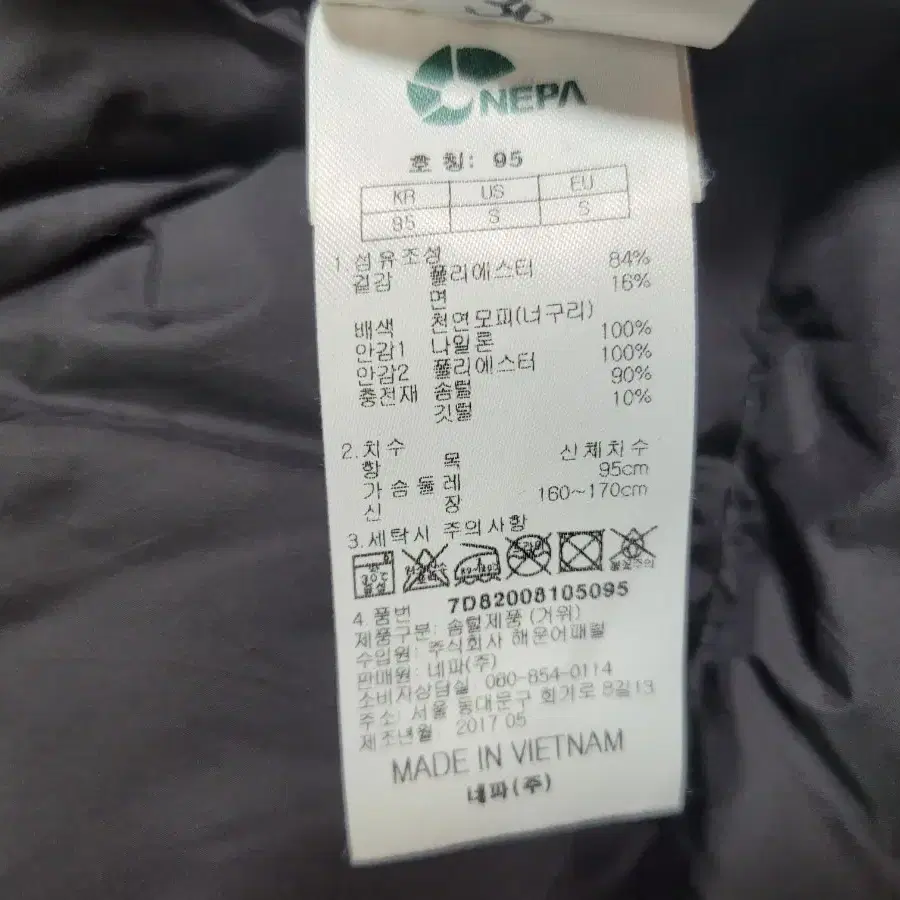 NEPA
호칭: 95
KR US EU
95 S S
1.섬유조성
겉감 폴리에스터 84%
면 16%
배색 천연모피(너구리)
안감1 나일론 100%
안감2 폴리에스터 100%
충전재 솜털 90%
깃털 10%
2.치수
항 목 신체치수
가슴둘레 95cm
신 장 160~170cm
3.세탁시 주의사항
30℃
4.품번 7D82008105095
제품구분: 솜털제품 (거위)
수입원: 주식회사 해운어패럴
판매원: 네파(주)
소비자상담실 080-854-0114
주소: 서울 동대문구 회기로 8길13
제조년월 2017 05
MADE IN VIETNAM
네파(주)